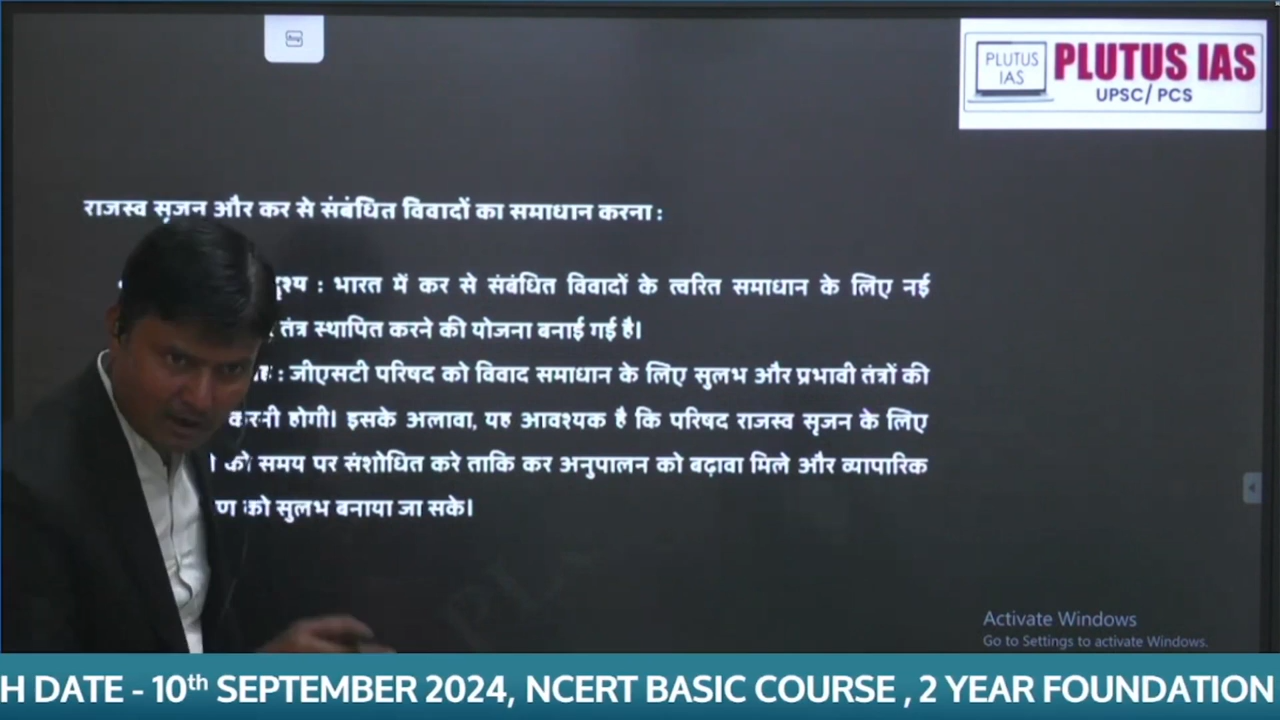 PLUTUS IAS
PLUTUS IAS
UPSC/ PCS
राजस्व सृजन और कर से संबंधित विवादों का समाधान करना :
: भारत में कर से संबंधित विवादों के त्वरित समाधान के लिए नई
तंत्र स्थापित करने की योजना बनाई गई है।
: जीएसटी परिषद को विवाद समाधान के लिए सुलभ और प्रभावी तंत्रों की
करनी होगी। इसके अलावा, यह आवश्यक है कि परिषद राजस्व सृजन के लिए
को समय पर संशोधित करे ताकि कर अनुपालन को बढ़ावा मिले और व्यापारिक
को सुलभ बनाया जा सके।
Activate Windows
Go to Settings to activate Windows.
H DATE - 10th SEPTEMBER 2024, NCERT BASIC COURSE , 2 YEAR FOUNDATION